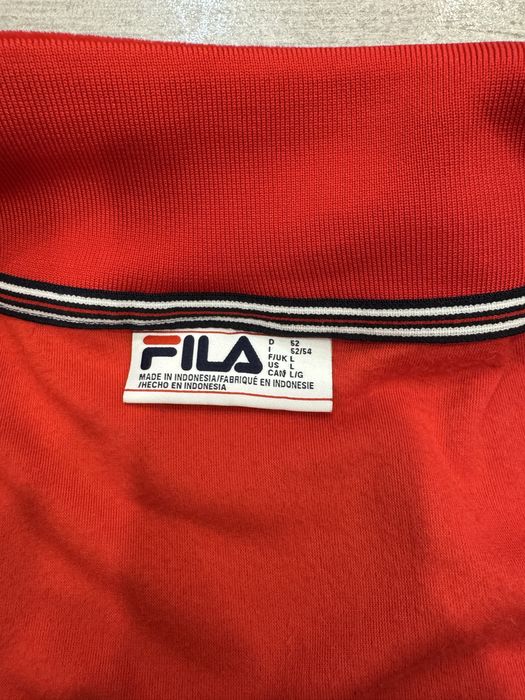 FILA
D 52
I 52/54
F/UK L
US L
CAN L/G
MADE IN INDONESIA/FABRIQUÉ EN INDONESIE
/HECHO EN INDONESIA